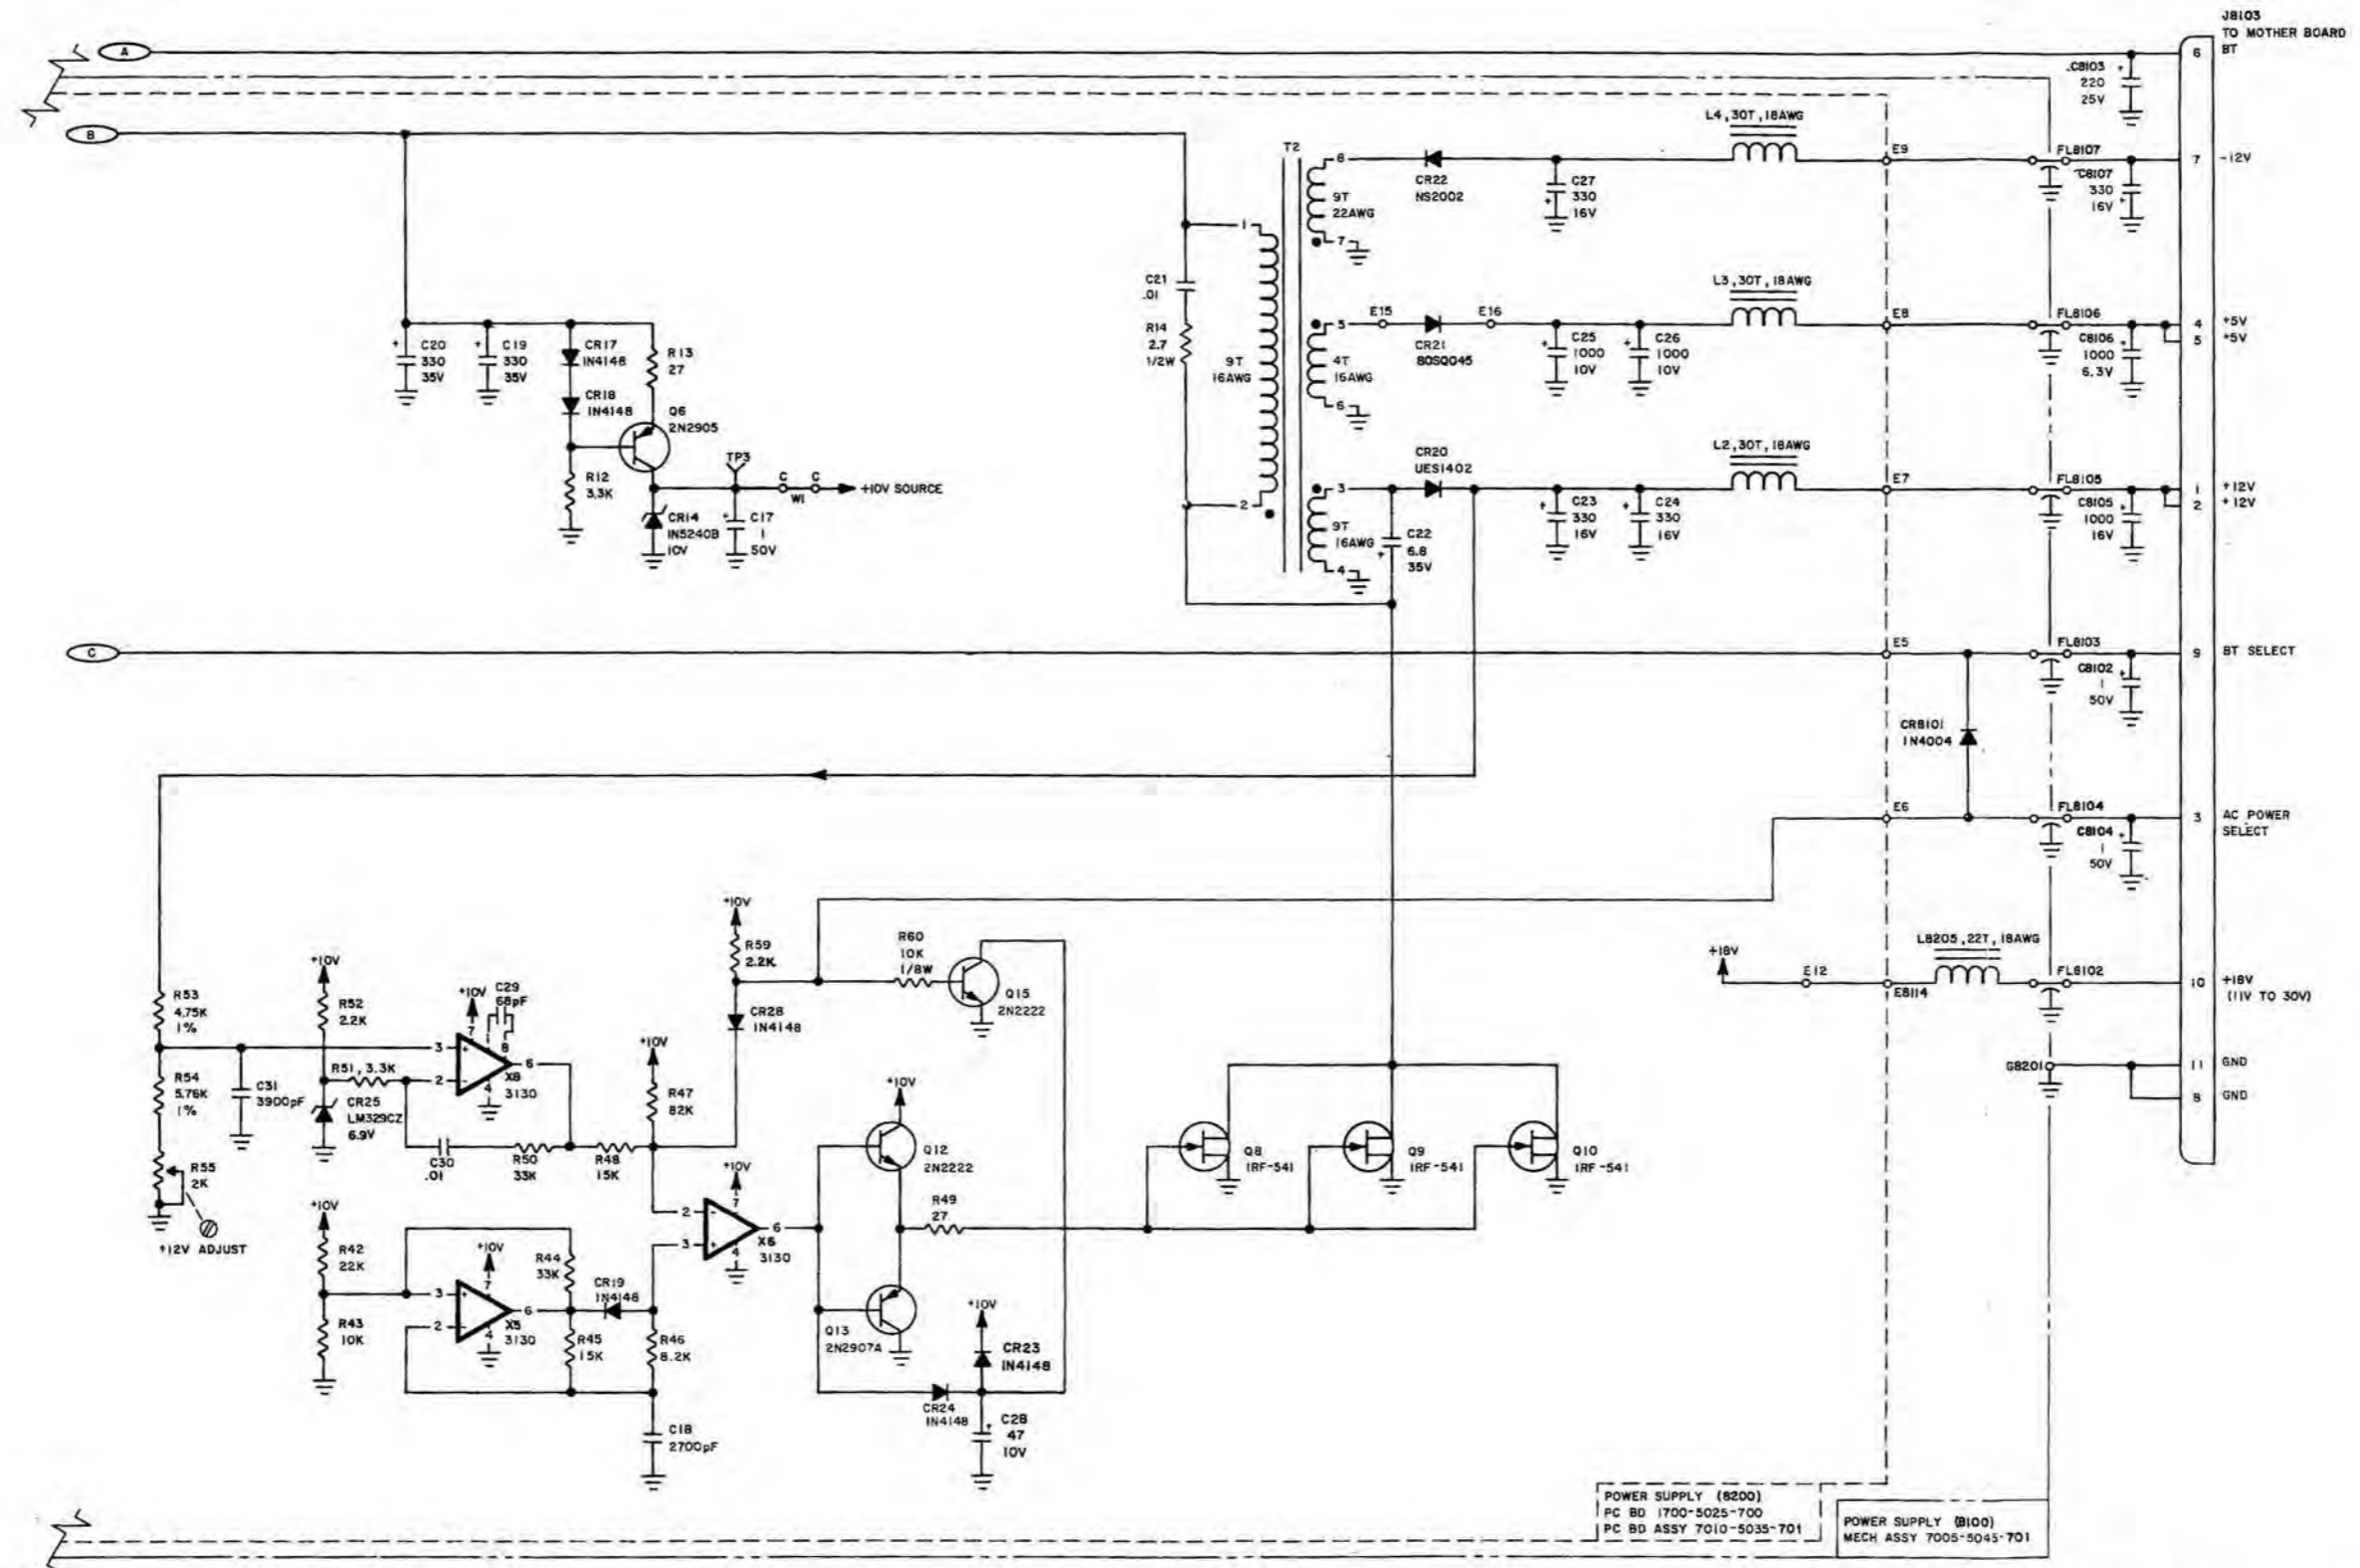 J8103
TO MOTHER BOARD
A
6
BT
C8103
220
25V
B
L4,30T,18AWG
T2
8
E9
FL8107
7
-12V
CR22
NS2002
C27
330
16V
C8107
330
16V
9T
22AWG
7
1
L3,30T,18AWG
C21
.01
R14
2.7
1/2W
9T
16AWG
5
E15
E16
E8
FL8106
4
+5V
5
+5V
CR21
80SQ045
C25
1000
10V
C26
1000
10V
C8106
1000
6.3V
4T
16AWG
6
C20
330
35V
C19
330
35V
CR17
1N4148
R13
27
CR18
1N4148
Q6
2N2905
R12
3.3K
TP3
C
C
W1
+10V SOURCE
CR14
1N5240B
10V
C17
1
50V
2
CR20
UES1402
L2,30T,18AWG
3
E7
FL8105
1
+12V
2
+12V
9T
16AWG
C22
6.8
35V
C23
330
16V
C24
330
16V
C8105
1000
16V
4
C
E5
FL8103
9
BT SELECT
C8102
1
50V
CR8101
1N4004
E6
FL8104
3
AC POWER
SELECT
C8104
1
50V
+10V
R59
2.2K
R60
10K
1/8W
Q15
2N2222
CR28
1N4148
+18V
E12
E8114
L8205,22T,18AWG
FL8102
10
+18V
(11V TO 30V)
G8201
11
GND
8
GND
R53
4.75K
1%
+10V
R52
2.2K
+10V
C29
68pF
7
8
3
+
2
-
6
4
X8
3130
R51,3.3K
R54
5.76K
1%
C31
3900pF
CR25
LM329CZ
6.9V
+10V
R47
82K
C30
.01
R50
33K
R48
15K
R55
2K
+12V ADJUST
+10V
Q12
2N2222
Q8
IRF-541
Q9
IRF-541
Q10
IRF-541
+10V
7
2
-
3
+
6
4
X6
3130
R49
27
+10V
R42
22K
R43
10K
+10V
7
3
+
2
-
6
4
X5
3130
R44
33K
CR19
1N4148
R45
15K
R46
8.2K
Q13
2N2907A
+10V
CR23
1N4148
CR24
1N4148
C28
47
10V
C18
2700pF
POWER SUPPLY (8200)
PC BD 1700-5025-700
PC BD ASSY 7010-5035-701
POWER SUPPLY (8100)
MECH ASSY 7005-5045-701